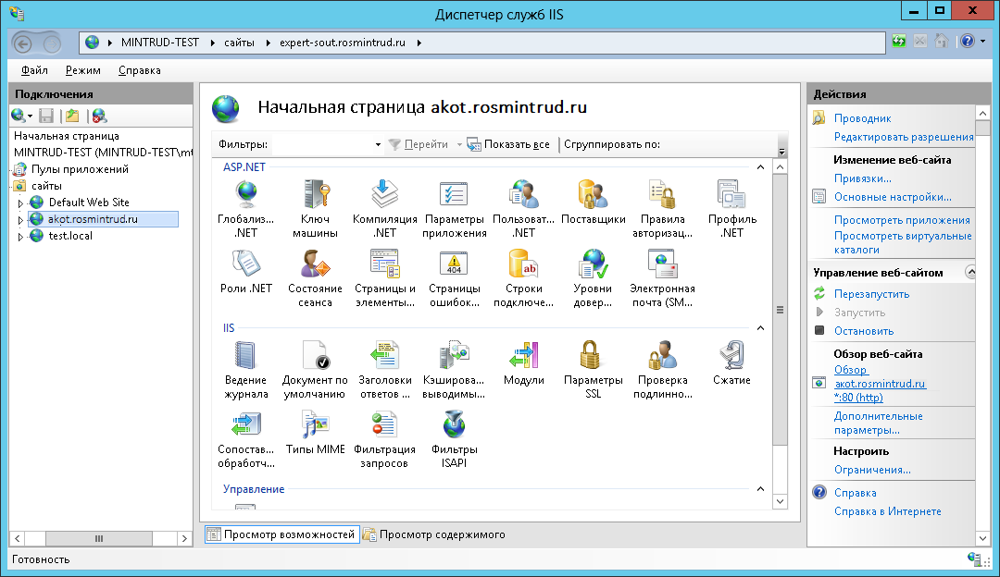 Диспетчер служб IIS
MINTRUD-TEST
сайты
expert-sout.rosmintrud.ru
Файл Режим Справка
Подключения
Начальная страница
MINTRUD-TEST (MINTRUD-TEST\mt
Пулы приложений
сайты
Default Web Site
akot.rosmintrud.ru
test.local
Начальная страница akot.rosmintrud.ru
Фильтры: Перейти Показать все Сгруппировать по:
ASP.NET
Глобализ... .NET
Ключ машины
Компиляция .NET
Параметры приложения
Пользоват... .NET
Поставщики
Правила авторизац...
Профиль .NET
Роли .NET
Состояние сеанса
Страницы и элементы...
404
Страницы ошибок...
ab
Строки подключе...
Уровни довер...
Электронная почта (SM...
IIS
Ведение журнала
Документ по умолчанию
Заголовки ответов ...
Кэширова... выводимы...
Модули
Параметры SSL
Проверка подлинно...
Сжатие
Сопостав... обработч...
Типы MIME
Фильтрация запросов
Фильтры ISAPI
Управление
Просмотр возможностей
Просмотр содержимого
Действия
Проводник
Редактировать разрешения
Изменение веб-сайта
Привязки...
Основные настройки...
Просмотреть приложения
Просмотреть виртуальные
каталоги
Управление веб-сайтом
Перезапустить
Запустить
Остановить
Обзор веб-сайта
Обзор
akot.rosmintrud.ru
*:80 (http)
Дополнительные
параметры...
Настроить
Ограничения...
Справка
Справка в Интернете
Готовность